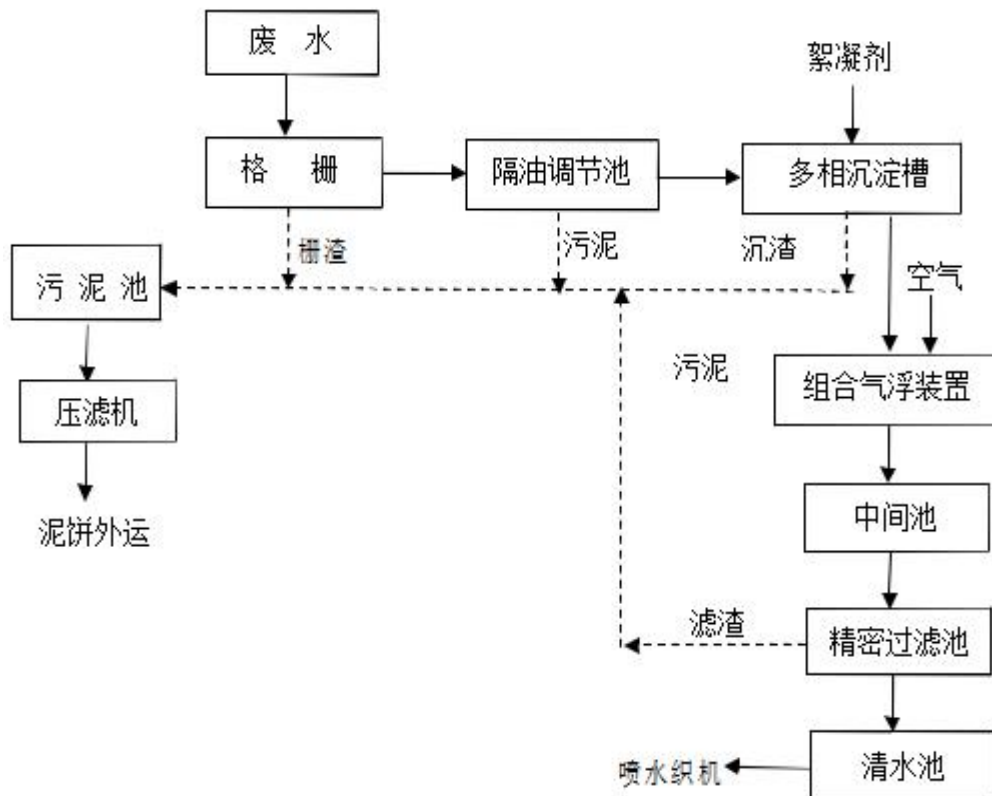 废 水
絮凝剂
格 栅
隔油调节池
多相沉淀槽
栅渣
污泥
沉渣
污 泥 池
空气
污泥
组合气浮装置
压滤机
中间池
泥饼外运
滤渣
精密过滤池
喷水织机
清水池